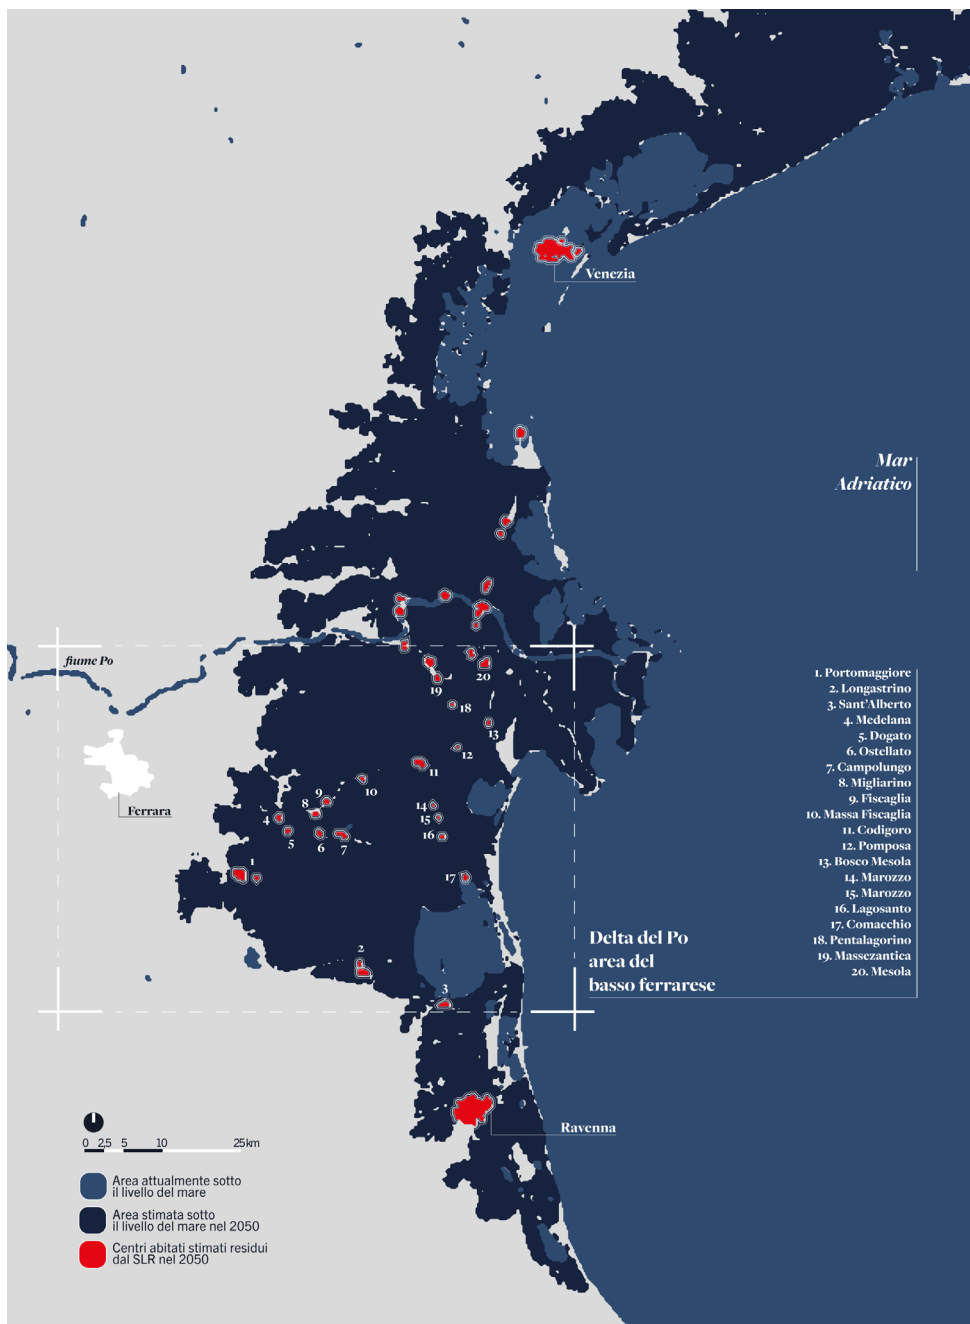 Venezia
Mar
Adriatico
fiume Po
19
20
18
13
12
11
10
9
8
14
4
15
5
6
7
16
1
17
2
3
Ferrara
1. Portomaggiore
2. Longastrino
3. Sant'Alberto
4. Medelana
5. Dogato
6. Ostellato
7. Campolungo
8. Migliarino
9. Fiscaglia
10. Massa Fiscaglia
11. Codigoro
12. Pomposa
13. Bosco Mesola
14. Marozzo
15. Marozzo
16. Lagosanto
17. Comacchio
18. Pentalagorino
19. Massezantica
20. Mesola
Delta del Po
area del
basso ferrarese
Ravenna
0 2,5 5 10 25km
Area attualmente sotto
il livello del mare
Area stimata sotto
il livello del mare nel 2050
Centri abitati stimati residui
dal SLR nel 2050